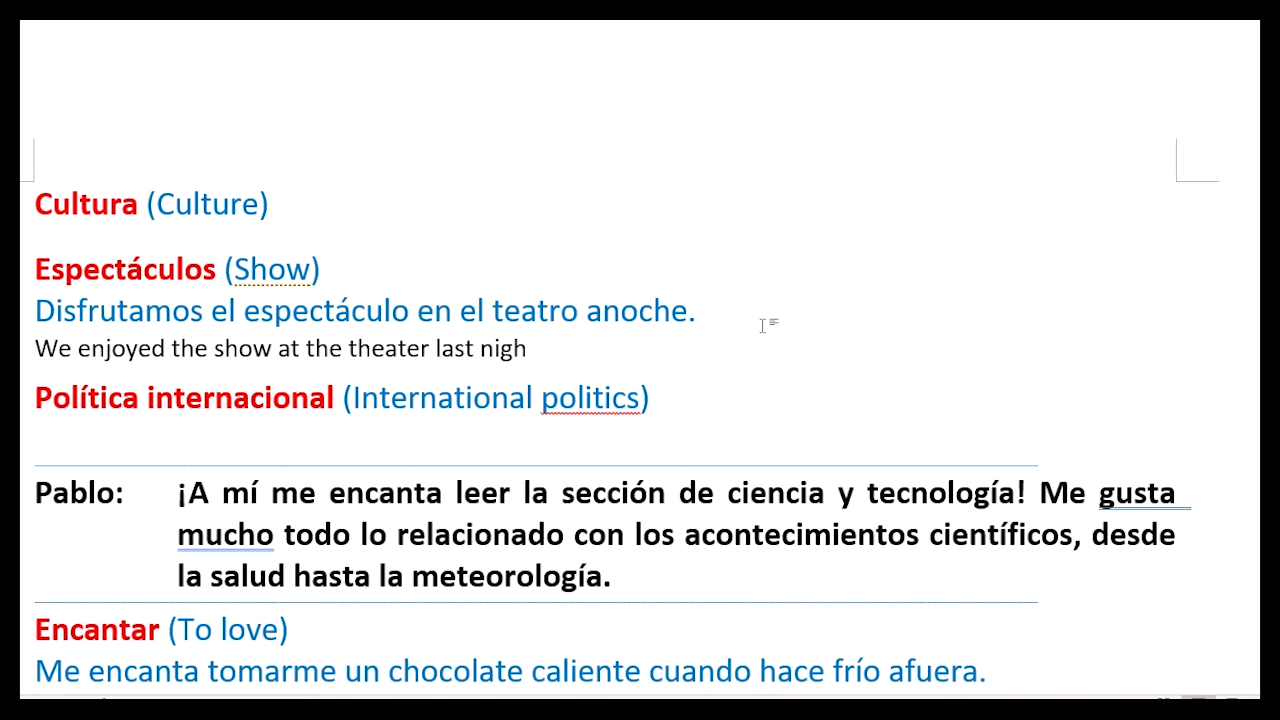 Cultura (Culture)
Espectáculos (Show)
Disfrutamos el espectáculo en el teatro anoche.
We enjoyed the show at the theater last nigh
Política internacional (International politics)
Pablo: ¡A mí me encanta leer la sección de ciencia y tecnología! Me gusta
mucho todo lo relacionado con los acontecimientos científicos, desde
la salud hasta la meteorología.
Encantar (To love)
Me encanta tomarme un chocolate caliente cuando hace frío afuera.